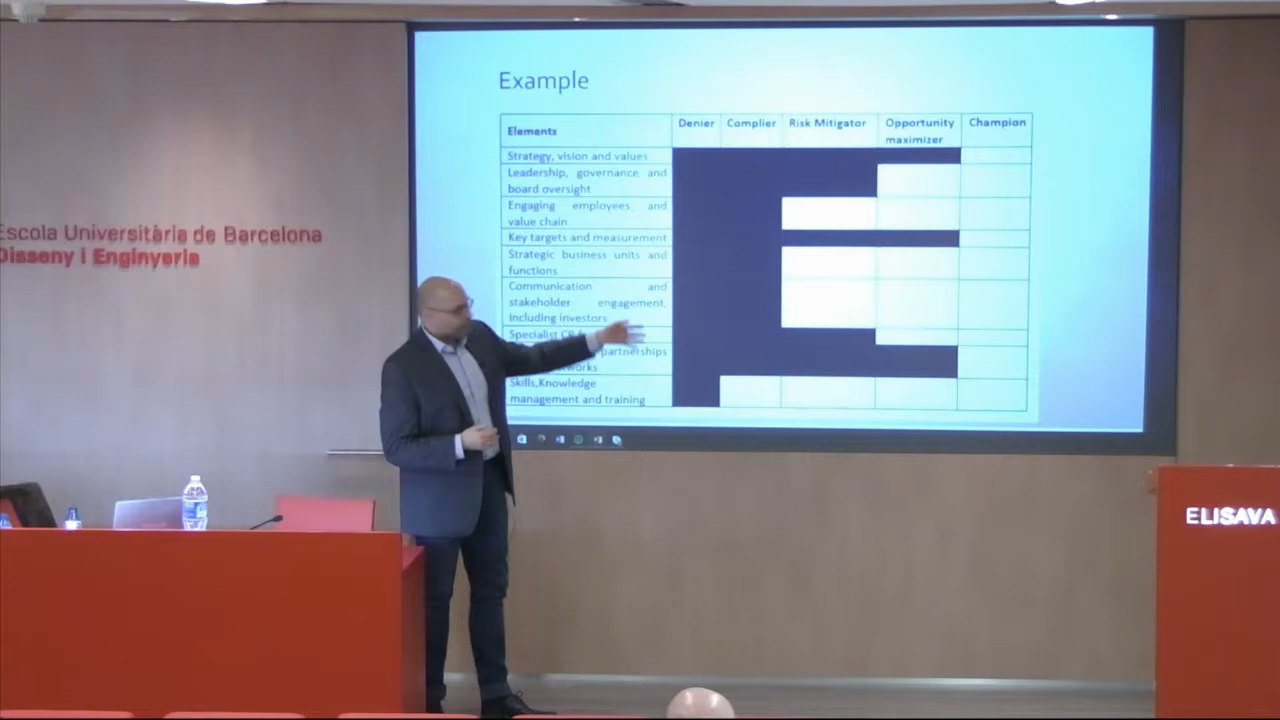 Escola Universitària de Barcelona
Disseny i Enginyeria
Example
Elements
Denier
Complier
Risk Mitigator
Opportunity
maximizer
Champion
Strategy, vision and values
Leadership, governance and
board oversight
Engaging employees and
value chain
Key targets and measurement
Strategic business units and
functions
Communication and
stakeholder engagement,
including investors
Specialist
partnerships
Skills,Knowledge
management and training
ELISAVA